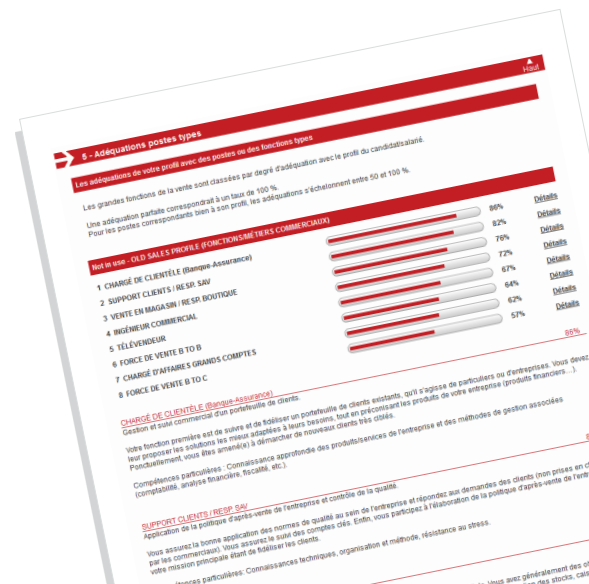 Haut
5 - Adéquations postes types
Les adéquations de votre profil avec des postes ou des fonctions types
Les grandes fonctions de la vente sont classées par degré d'adéquation avec le profil du candidat/salarié.
Une adéquation parfaite correspondrait à un taux de 100 %.
Pour les postes correspondants bien à son profil, les adéquations s'échelonnent entre 50 et 100 %.
Not in use - OLD SALES PROFILE (FONCTIONS/MÉTIERS COMMERCIAUX)
1 CHARGÉ DE CLIENTÈLE (Banque-Assurance) 86% Détails
2 SUPPORT CLIENTS / RESP. SAV 82% Détails
3 VENTE EN MAGASIN / RESP. BOUTIQUE 76% Détails
4 INGÉNIEUR COMMERCIAL 72% Détails
5 TÉLÉVENDEUR 67% Détails
6 FORCE DE VENTE B TO B 64% Détails
7 CHARGÉ D'AFFAIRES GRANDS COMPTES 62% Détails
8 FORCE DE VENTE B TO C 57% Détails
CHARGÉ DE CLIENTÈLE (Banque-Assurance) 86%
Gestion et suivi commercial d'un portefeuille de clients.
Votre fonction première est de suivre et de fidéliser un portefeuille de clients existants, qu'il s'agisse de particuliers ou d'entreprises. Vous devez
leur proposer les solutions les mieux adaptées à leurs besoins, tout en préconisant les produits de votre entreprise (produits financiers…).
Ponctuellement, vous êtes amené(e) à démarcher de nouveaux clients très ciblés.
Compétences particulières : Connaissance approfondie des produits/services de l'entreprise et des méthodes de gestion associées
(comptabilité, analyse financière, fiscalité, etc.).
SUPPORT CLIENTS / RESP. SAV
Application de la politique d'après-vente de l'entreprise et contrôle de la qualité.
Vous assurez la bonne application des normes de qualité au sein de l'entreprise et répondez aux demandes des clients (non prises en
par les commerciaux). Vous assurez le suivi des comptes clés. Enfin, vous participez à l'élaboration de la politique d'après-vente de
votre mission principale étant de fidéliser les clients.
particulières: Connaissances techniques, organisation et méthode, résistance au stress.
Vous avez généralement des
des stocks,